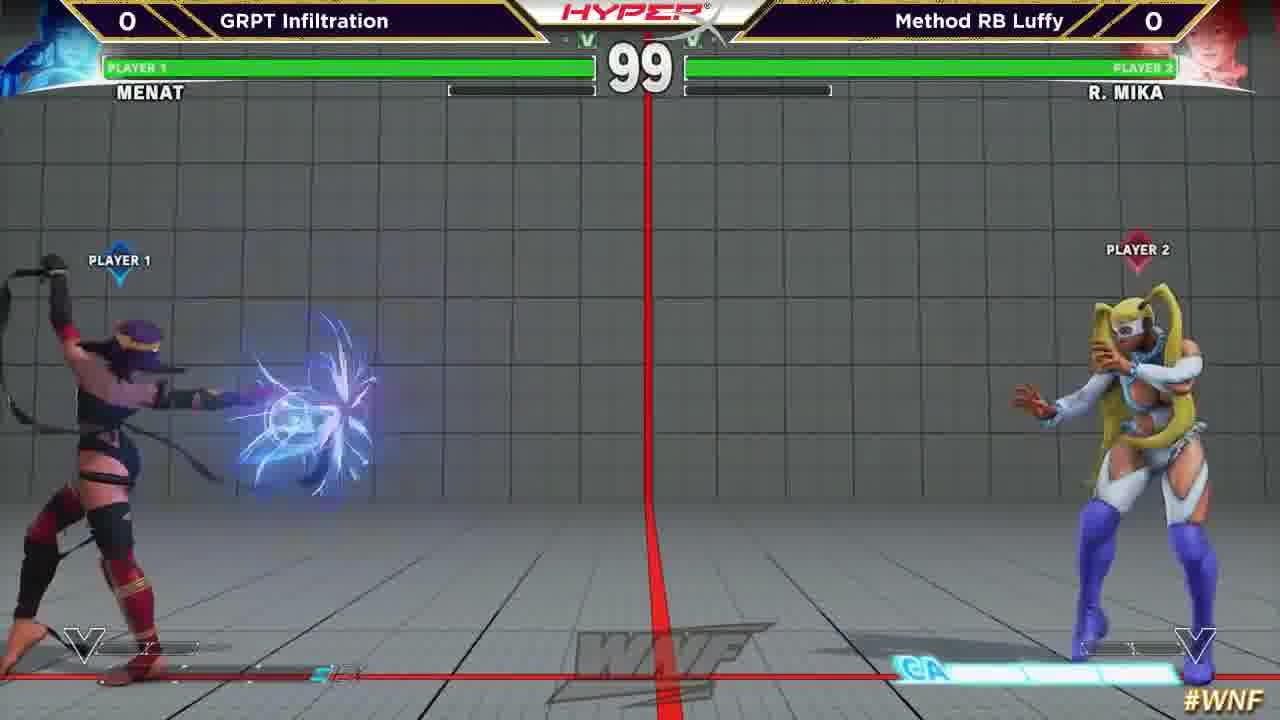 0 GRPT Infiltration HYPERX® Method RB Luffy 0
V 99 V
PLAYER 1 PLAYER 2
MENAT R. MIKA
PLAYER 1 PLAYER 2
V V
CA
WNF
#WNF